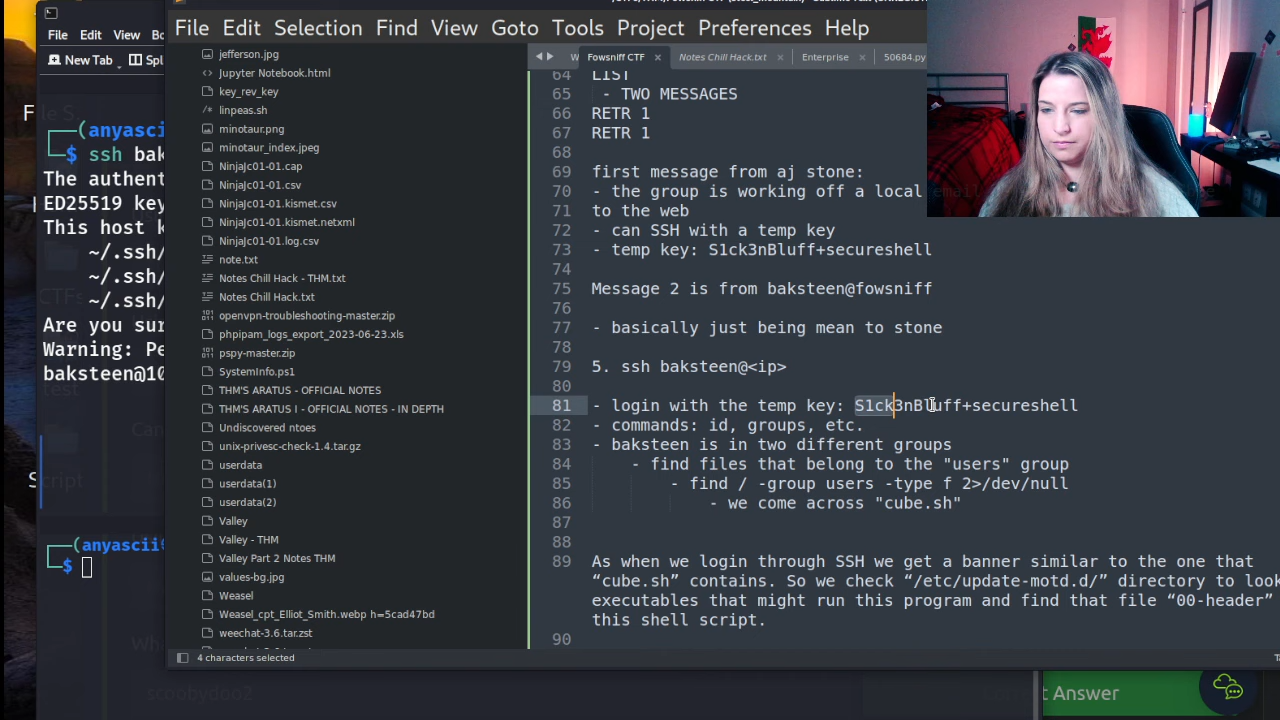 File Edit View
New Tab
Spl
File Edit Selection Find View Goto Tools Project Preferences Help
Fowsniff CTF
Notes Chill Hack.txt
Enterprise
50684.py
(anyascii
$ ssh bak
The authent
ED25519 key
This host k
~/.ssh/
~/.ssh/
~/.ssh/
Are you sur
Warning: Pe
baksteen@10
(anyascii
$
jefferson.jpg
Jupyter Notebook.html
key_rev_key
linpeas.sh
minotaur.png
minotaur_index.jpeg
NinjaJc01-01.cap
NinjaJc01-01.csv
NinjaJc01-01.kismet.csv
NinjaJc01-01.kismet.netxml
NinjaJc01-01.log.csv
note.txt
Notes Chill Hack - THM.txt
Notes Chill Hack.txt
openvpn-troubleshooting-master.zip
phpipam_logs_export_2023-06-23.xls
pspy-master.zip
SystemInfo.ps1
THM'S ARATUS - OFFICIAL NOTES
THM'S ARATUS I - OFFICIAL NOTES - IN DEPTH
Undiscovered ntoes
unix-privesc-check-1.4.tar.gz
userdata
userdata(1)
userdata(2)
Valley
Valley - THM
Valley Part 2 Notes THM
values-bg.jpg
Weasel
Weasel_cpt_Elliot_Smith.webp h=5cad47bd
weechat-3.6.tar.zst
64 LIST
65 - TWO MESSAGES
66 RETR 1
67 RETR 1
68
69 first message from aj stone:
70 - the group is working off a local email
71 to the web
72 - can SSH with a temp key
73 - temp key: S1ck3nBluff+secureshell
74
75 Message 2 is from baksteen@fowsniff
76
77 - basically just being mean to stone
78
79 5. ssh baksteen@<ip>
80
81 - login with the temp key: S1ck3nBluff+secureshell
82 - commands: id, groups, etc.
83 - baksteen is in two different groups
84 - find files that belong to the "users" group
85 - find / -group users -type f 2>/dev/null
86 - we come across "cube.sh"
87
88
89 As when we login through SSH we get a banner similar to the one that
“cube.sh” contains. So we check “/etc/update-motd.d/” directory to look
executables that might run this program and find that file “00-header”
this shell script.
90
4 characters selected
scoobydoo2
t Answer